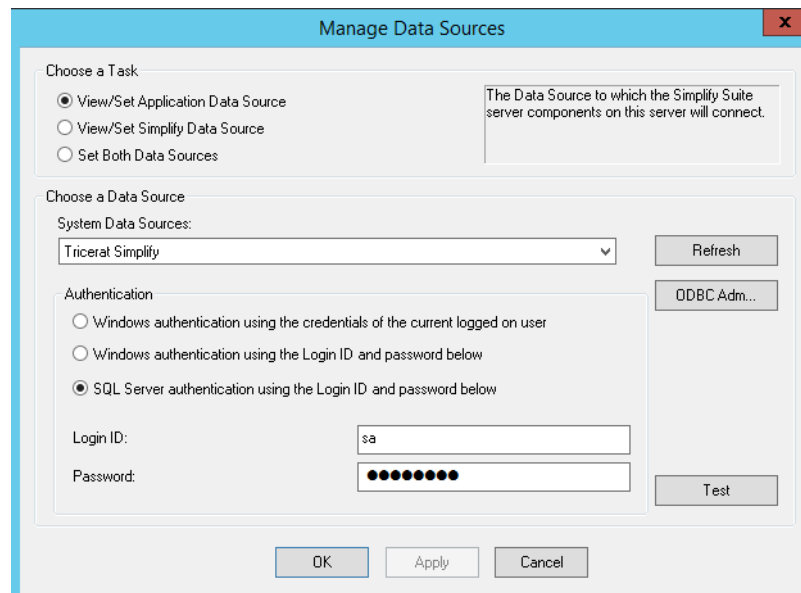 Manage Data Sources
x
Choose a Task
View/Set Application Data Source
View/Set Simplify Data Source
Set Both Data Sources
The Data Source to which the Simplify Suite
server components on this server will connect.
Choose a Data Source
System Data Sources:
Tricerat Simplify
Refresh
ODBC Adm...
Authentication
Windows authentication using the credentials of the current logged on user
Windows authentication using the Login ID and password below
SQL Server authentication using the Login ID and password below
Login ID:
sa
Password:
●●●●●●●●
Test
OK
Apply
Cancel